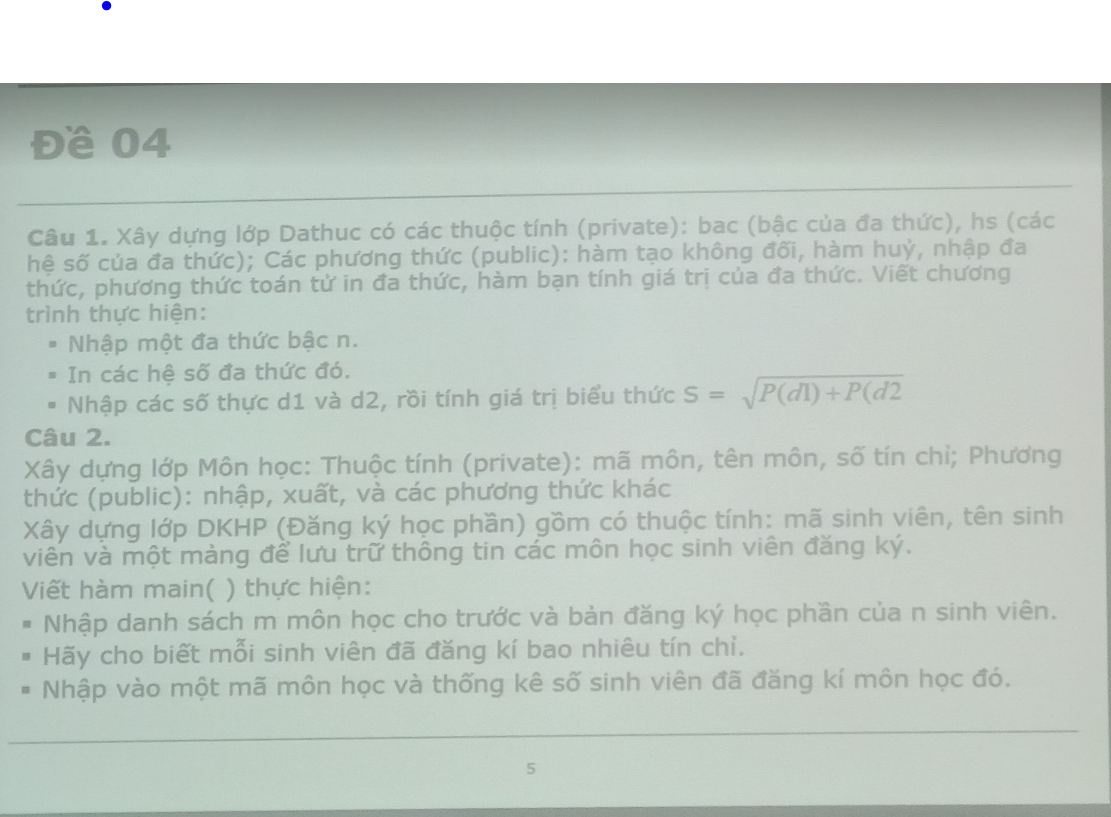 Đề 04
Câu 1. Xây dựng lớp Dathuc có các thuộc tính (private): bac (bậc của đa thức), hs (các
hệ số của đa thức); Các phương thức (public): hàm tạo không đối, hàm huỷ, nhập đa
thức, phương thức toán tử in đa thức, hàm bạn tính giá trị của đa thức. Viết chương
trình thực hiện:
▪ Nhập một đa thức bậc n.
▪ In các hệ số đa thức đó.
▪ Nhập các số thực d1 và d2, rồi tính giá trị biểu thức S = √P(d1)+P(d2
Câu 2.
Xây dựng lớp Môn học: Thuộc tính (private): mã môn, tên môn, số tín chỉ; Phương
thức (public): nhập, xuất, và các phương thức khác
Xây dựng lớp DKHP (Đăng ký học phần) gồm có thuộc tính: mã sinh viên, tên sinh
viên và một mảng để lưu trữ thông tin các môn học sinh viên đăng ký.
Viết hàm main( ) thực hiện:
▪ Nhập danh sách m môn học cho trước và bản đăng ký học phần của n sinh viên.
▪ Hãy cho biết mỗi sinh viên đã đăng kí bao nhiêu tín chỉ.
▪ Nhập vào một mã môn học và thống kê số sinh viên đã đăng kí môn học đó.
5